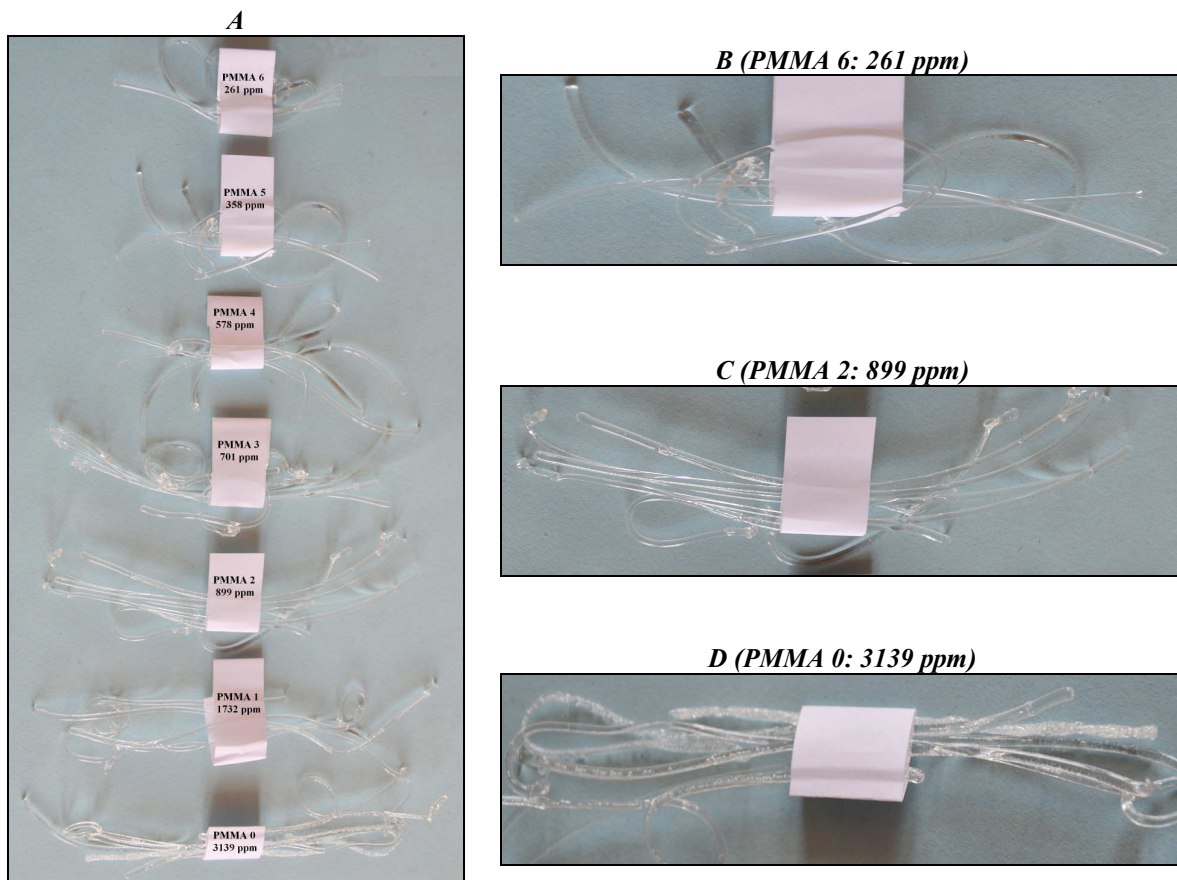 A
PMMA 6
261 ppm
PMMA 5
358 ppm
PMMA 4
578 ppm
PMMA 3
701 ppm
PMMA 2
899 ppm
PMMA 1
1732 ppm
PMMA 0
3139 ppm
B (PMMA 6: 261 ppm)
C (PMMA 2: 899 ppm)
D (PMMA 0: 3139 ppm)